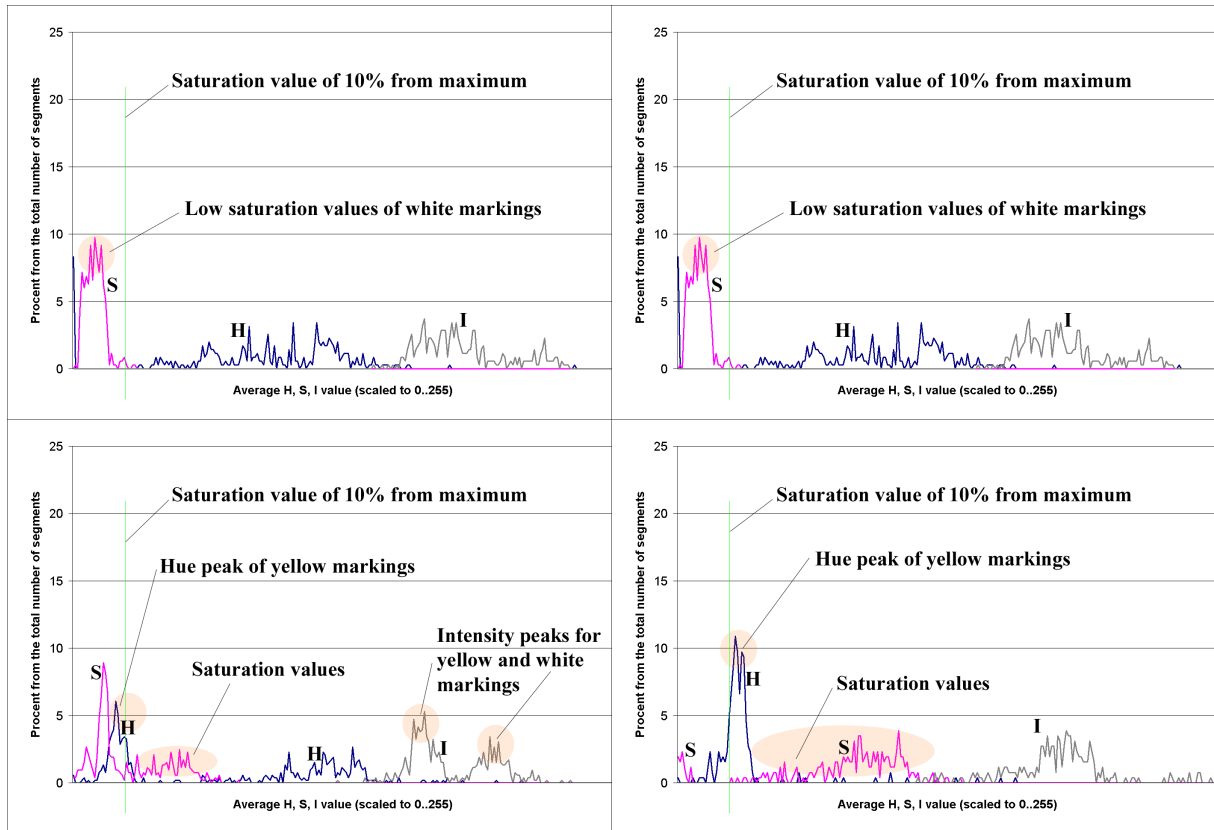 25
20
15
10
5
0
Procent from the total number of segments
Saturation value of 10% from maximum
Low saturation values of white markings
S
H
I
Average H, S, I value (scaled to 0..255)
25
20
15
10
5
0
Procent from the total number of segments
Saturation value of 10% from maximum
Low saturation values of white markings
S
H
I
Average H, S, I value (scaled to 0..255)
25
20
15
10
5
0
Procent from the total number of segments
Saturation value of 10% from maximum
Hue peak of yellow markings
Intensity peaks for
yellow and white
markings
Saturation values
S
H
H
I
Average H, S, I value (scaled to 0..255)
25
20
15
10
5
0
Procent from the total number of segments
Saturation value of 10% from maximum
Hue peak of yellow markings
H
Saturation values
S
S
I
Average H, S, I value (scaled to 0..255)